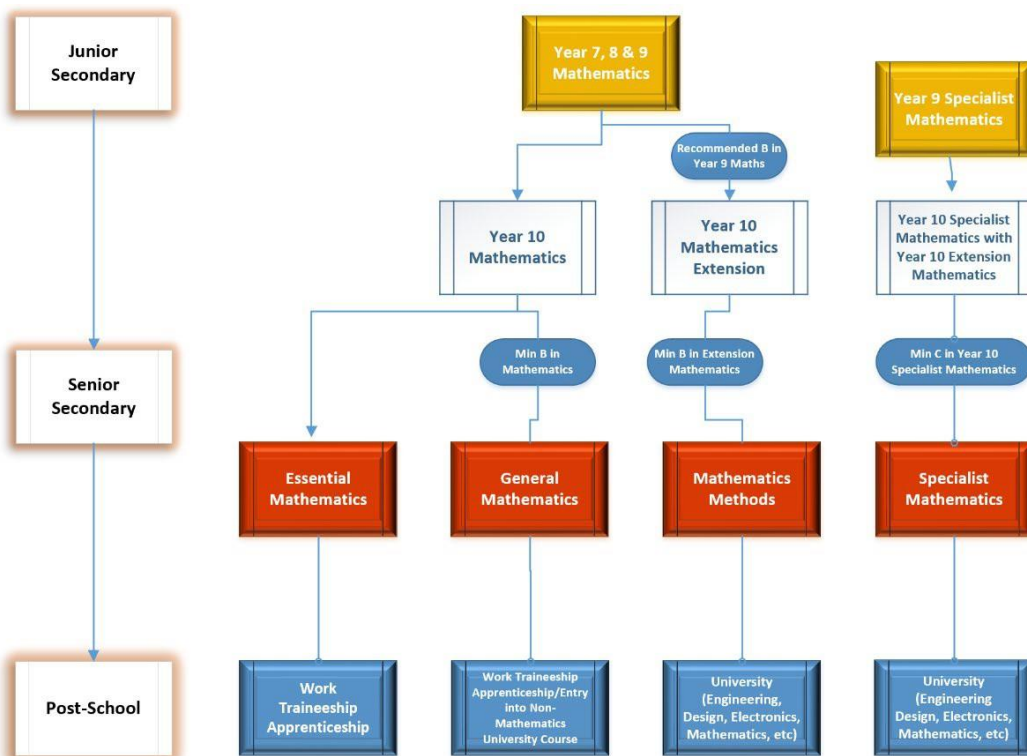 Junior
Secondary
Year 7, 8 & 9
Mathematics
Year 9 Specialist
Mathematics
Recommended B in
Year 9 Maths
Year 10
Mathematics
Year 10
Mathematics
Extension
Year 10 Specialist
Mathematics with
Year 10 Extension
Mathematics
Min B in
Mathematics
Min B in Extension
Mathematics
Min C in Year 10
Specialist Mathematics
Senior
Secondary
Essential
Mathematics
General
Mathematics
Mathematics
Methods
Specialist
Mathematics
Post-School
Work
Traineeship
Apprenticeship
Work Traineeship
Apprenticeship/Entry
into Non-
Mathematics
University Course
University
(Engineering,
Design, Electronics,
Mathematics, etc)
University
(Engineering
Design, Electronics,
Mathematics, etc)